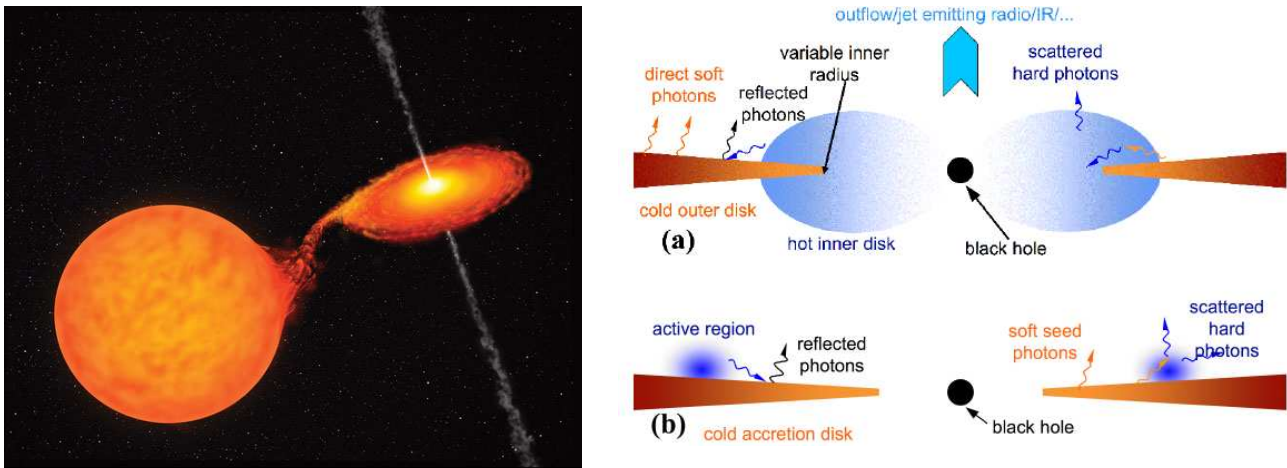 outflow/jet emitting radio/IR/...
variable inner
radius
scattered
hard photons
direct soft
photons
reflected
photons
cold outer disk
(a)
hot inner disk
black hole
active region
reflected
photons
soft seed
photons
scattered
hard
photons
(b)
cold accretion disk
black hole